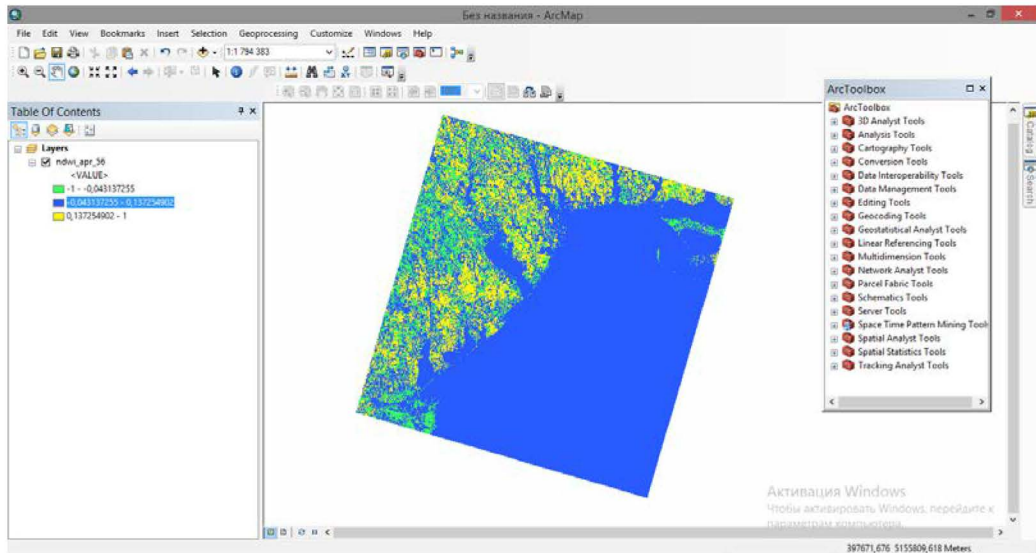 Без названия - ArcMap
File Edit View Bookmarks Insert Selection Geoprocessing Customize Windows Help
1:1 794 383
Table Of Contents
Layers
ndwi_apr_56
<VALUE>
-1 - -0,043137255
-0,043137255 - 0,137254902
0,137254902 - 1
ArcToolbox
ArcToolbox
3D Analyst Tools
Analysis Tools
Cartography Tools
Conversion Tools
Data Interoperability Tools
Data Management Tools
Editing Tools
Geocoding Tools
Geostatistical Analyst Tools
Linear Referencing Tools
Multidimension Tools
Network Analyst Tools
Parcel Fabric Tools
Schematics Tools
Server Tools
Space Time Pattern Mining Tools
Spatial Analyst Tools
Spatial Statistics Tools
Tracking Analyst Tools
Catalog
Search
Активация Windows
Чтобы активировать Windows, перейдите к
параметрам компьютера.
397671,676 5155809,618 Meters